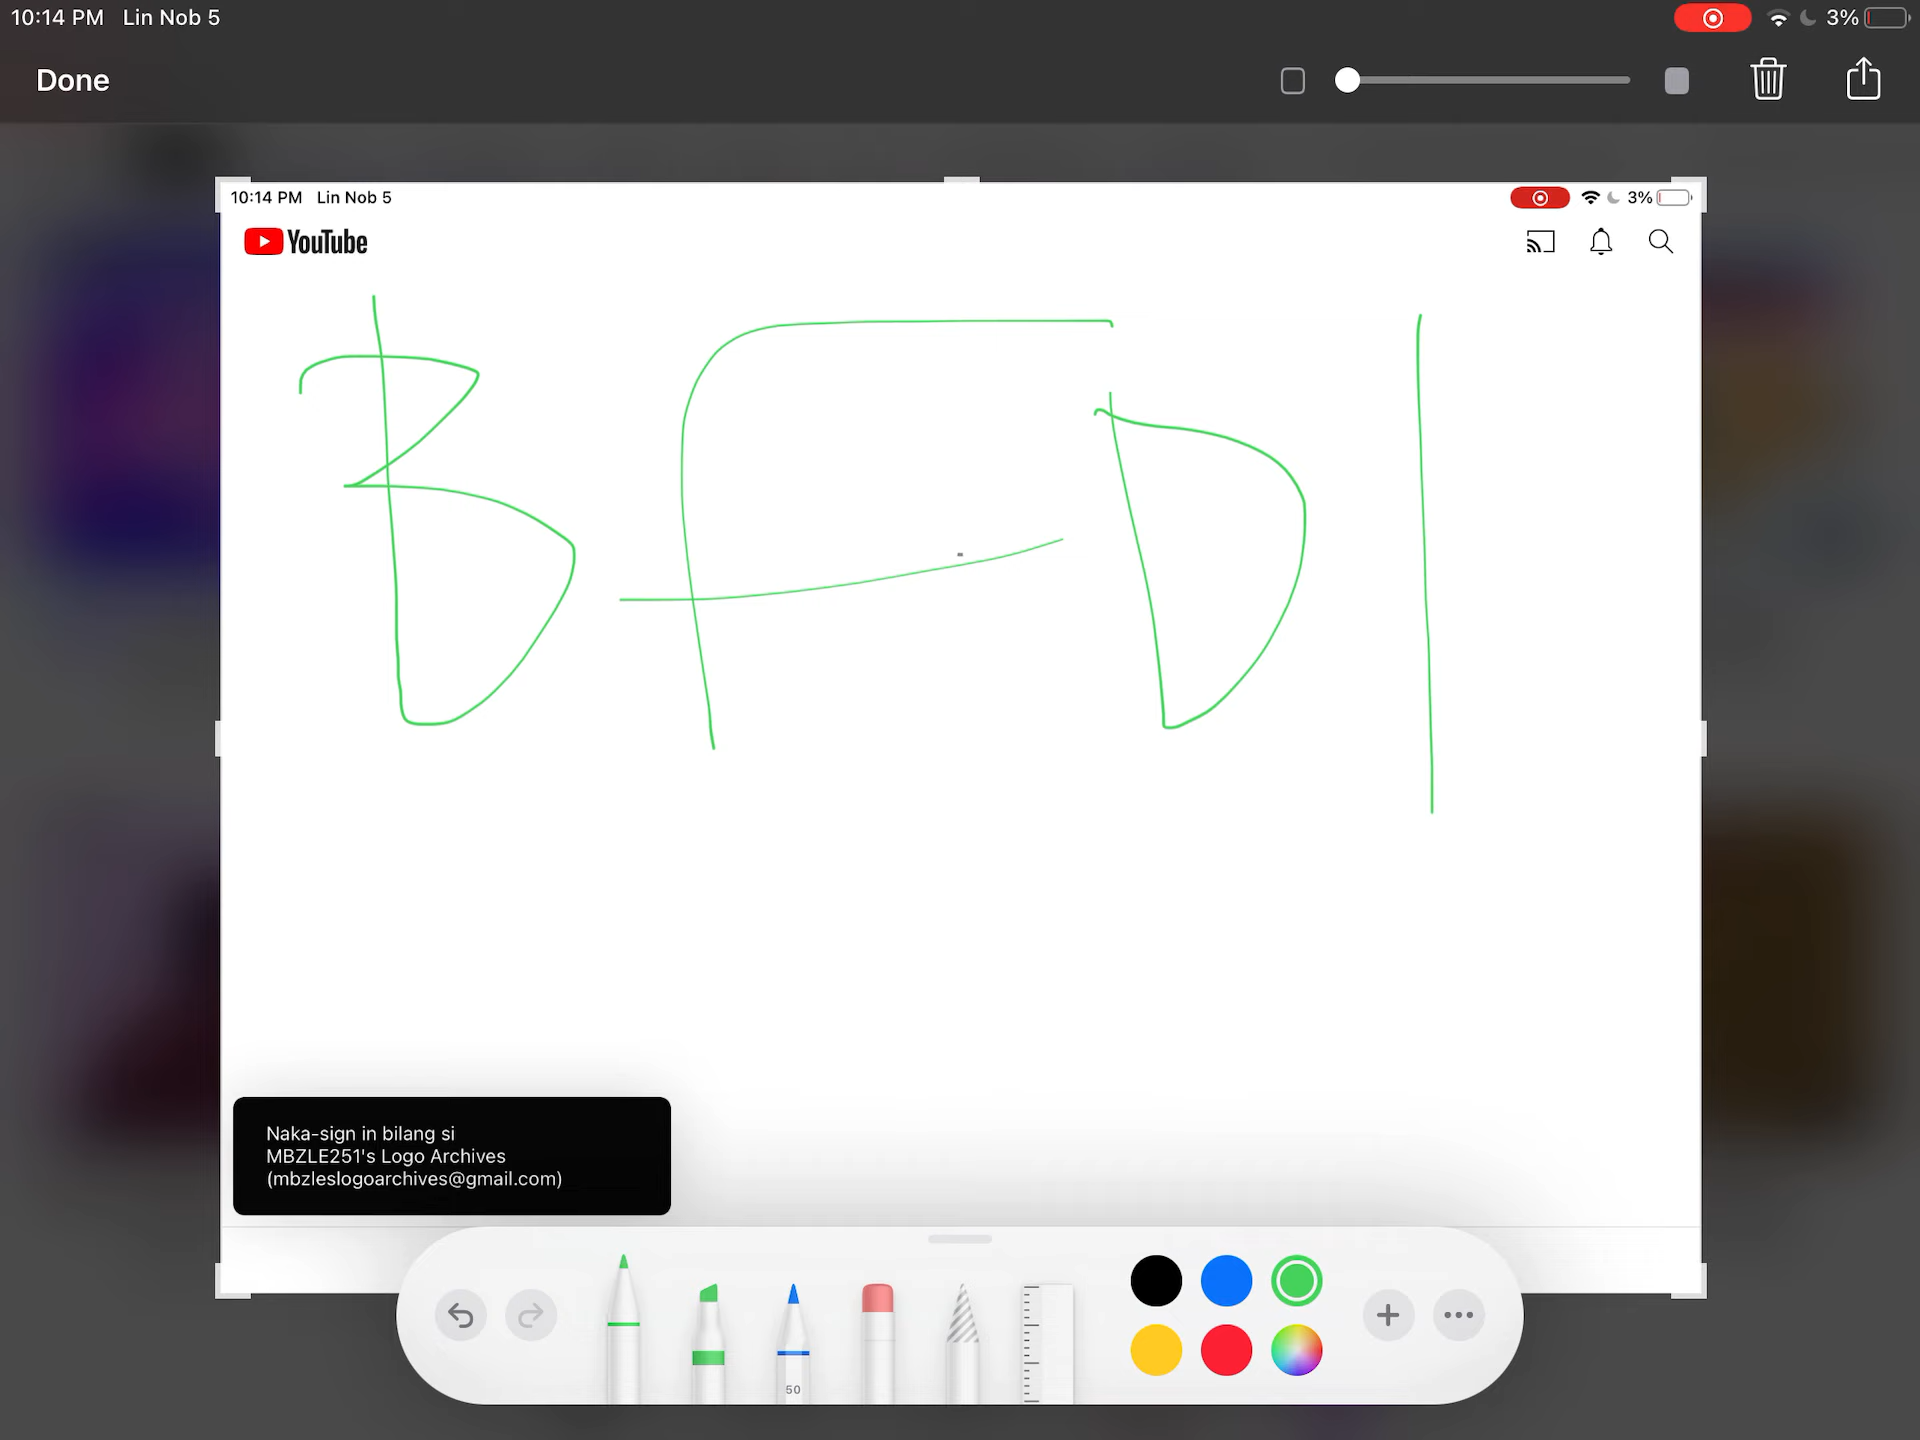 10:14 PM Lin Nob 5
3%
Done
10:14 PM Lin Nob 5
3%
YouTube
BFDI
Naka-sign in bilang si
MBZLE251's Logo Archives
(mbzleslogoarchives@gmail.com)
50